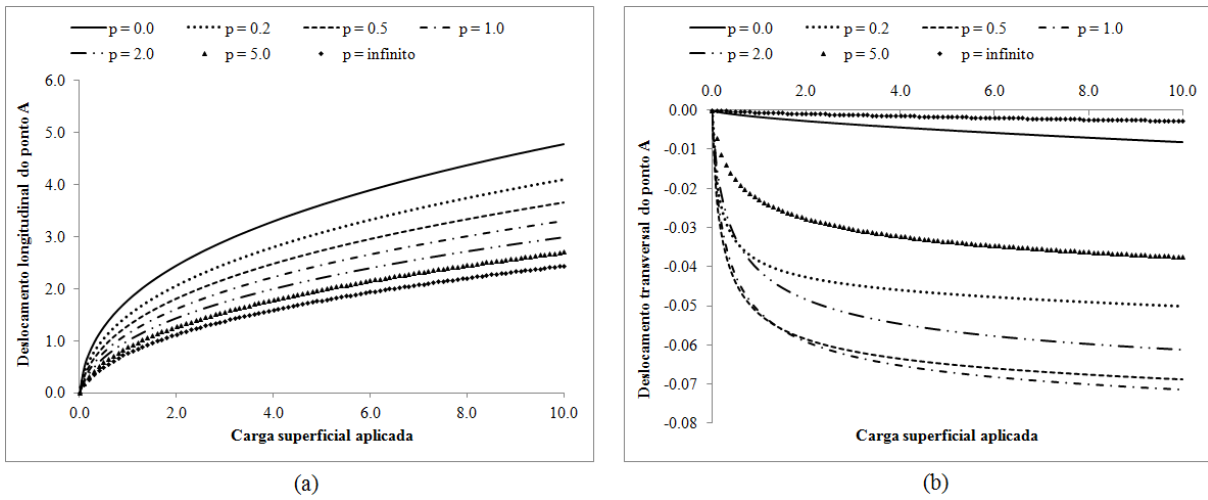 p = 0.0 p = 0.2 p = 0.5 p = 1.0
p = 2.0 p = 5.0 p = infinito
6.0
5.0
4.0
3.0
2.0
1.0
0.0
Deslocamento longitudinal do ponto A
0.0 2.0 4.0 6.0 8.0 10.0
Carga superficial aplicada
(a)
p = 0.0 p = 0.2 p = 0.5 p = 1.0
p = 2.0 p = 5.0 p = infinito
0.0 2.0 4.0 6.0 8.0 10.0
0.00
-0.01
-0.02
-0.03
-0.04
-0.05
-0.06
-0.07
-0.08
Deslocamento transversal do ponto A
Carga superficial aplicada
(b)